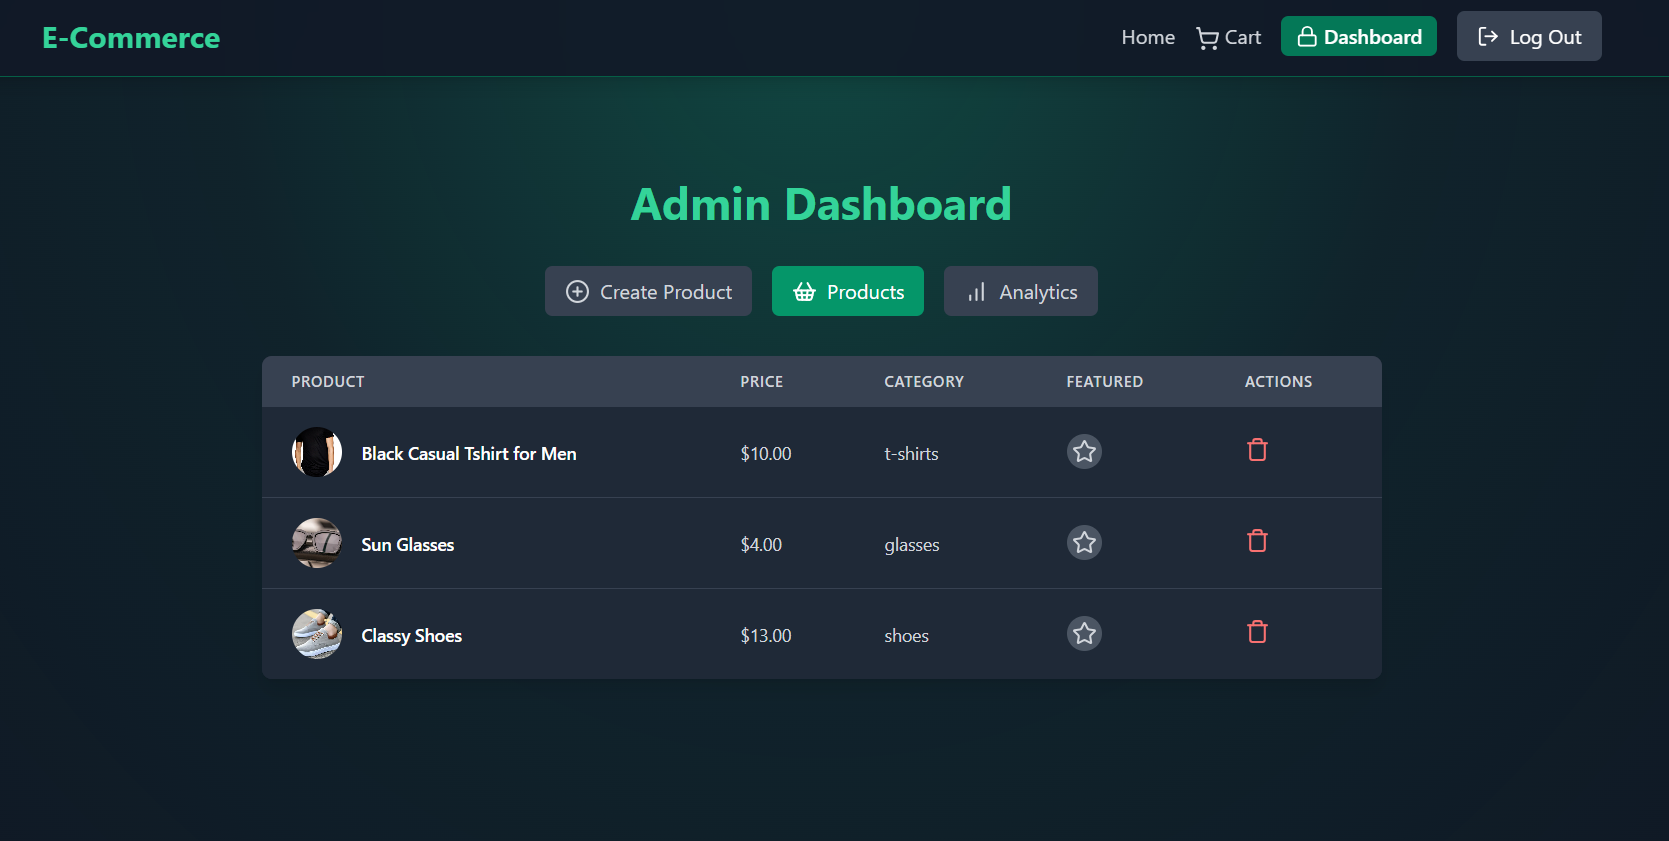 E-Commerce
Home Cart Dashboard Log Out
Admin Dashboard
Create Product Products Analytics
PRODUCT PRICE CATEGORY FEATURED ACTIONS
Black Casual Tshirt for Men $10.00 t-shirts
Sun Glasses $4.00 glasses
Classy Shoes $13.00 shoes